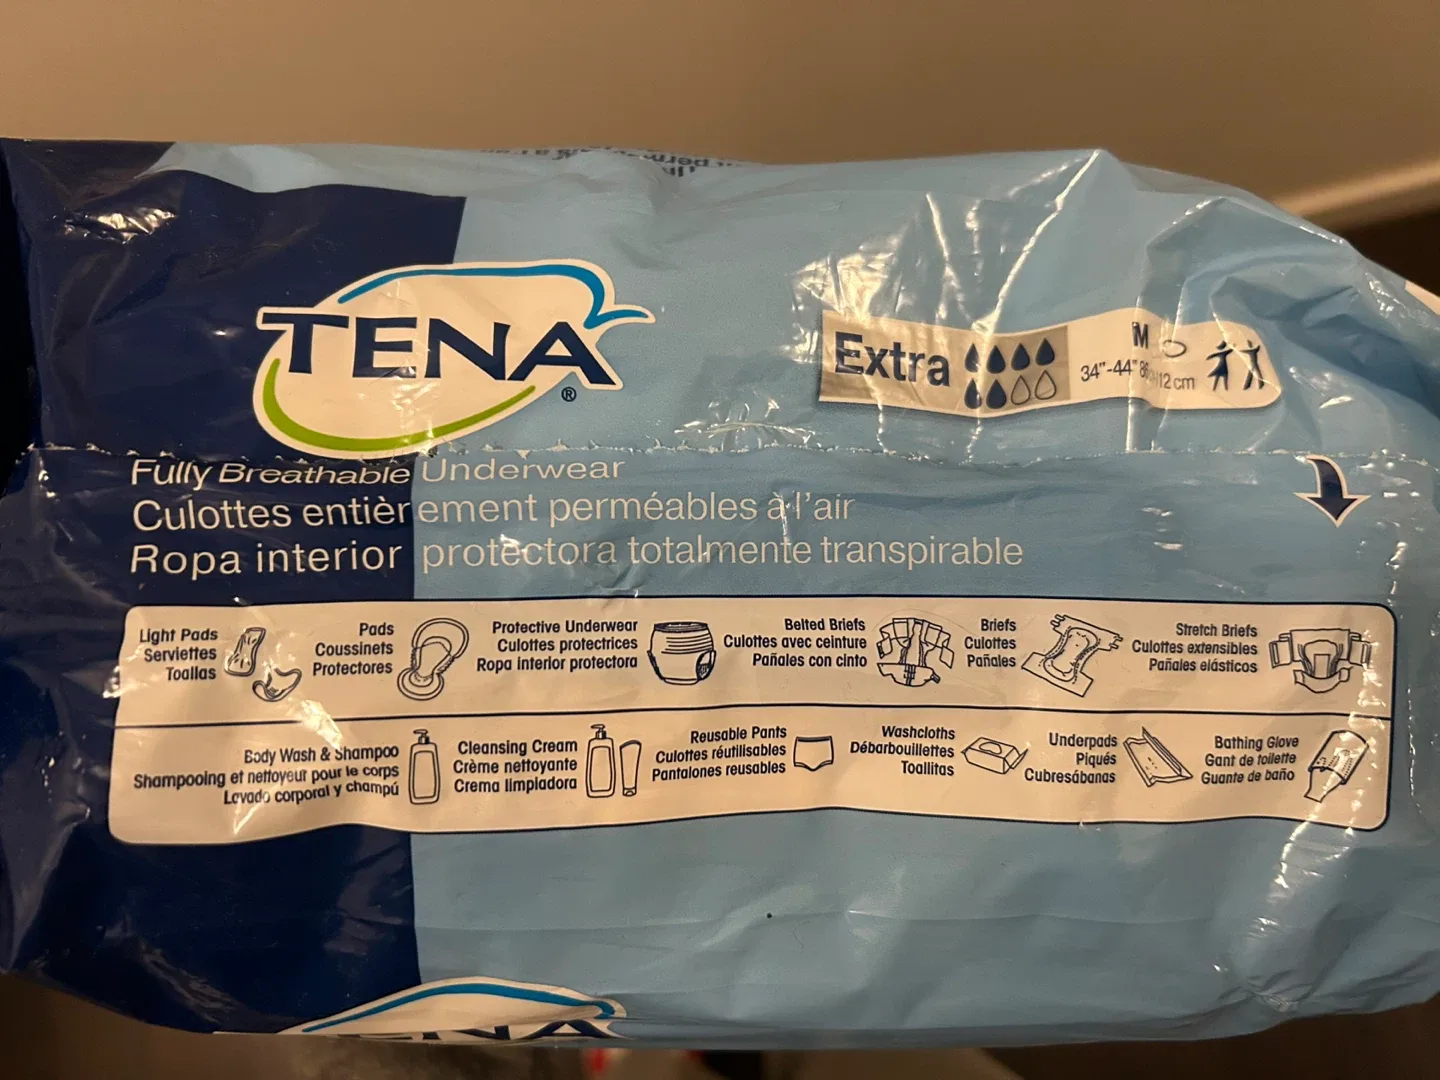 TENA®
Extra
M
34"-44"
12 cm
Fully Breathable Underwear
Culottes entièrement perméables à l'air
Ropa interior protectora totalmente transpirable
Light Pads
Serviettes
Toallas
Pads
Coussinets
Protectores
Protective Underwear
Culottes protectrices
Ropa interior protectora
Belted Briefs
Culottes avec ceinture
Pañales con cinto
Briefs
Culottes
Pañales
Stretch Briefs
Culottes extensibles
Pañales elásticos
Body Wash & Shampoo
Shampooing et nettoyeur pour le corps
Lavado corporal y champú
Cleansing Cream
Crème nettoyante
Crema limpiadora
Reusable Pants
Culottes réutilisables
Pantalones reusables
Washcloths
Débarbouillettes
Toallitas
Underpads
Piqués
Cubresábanas
Bathing Glove
Gant de toilette
Guante de baño
TENA